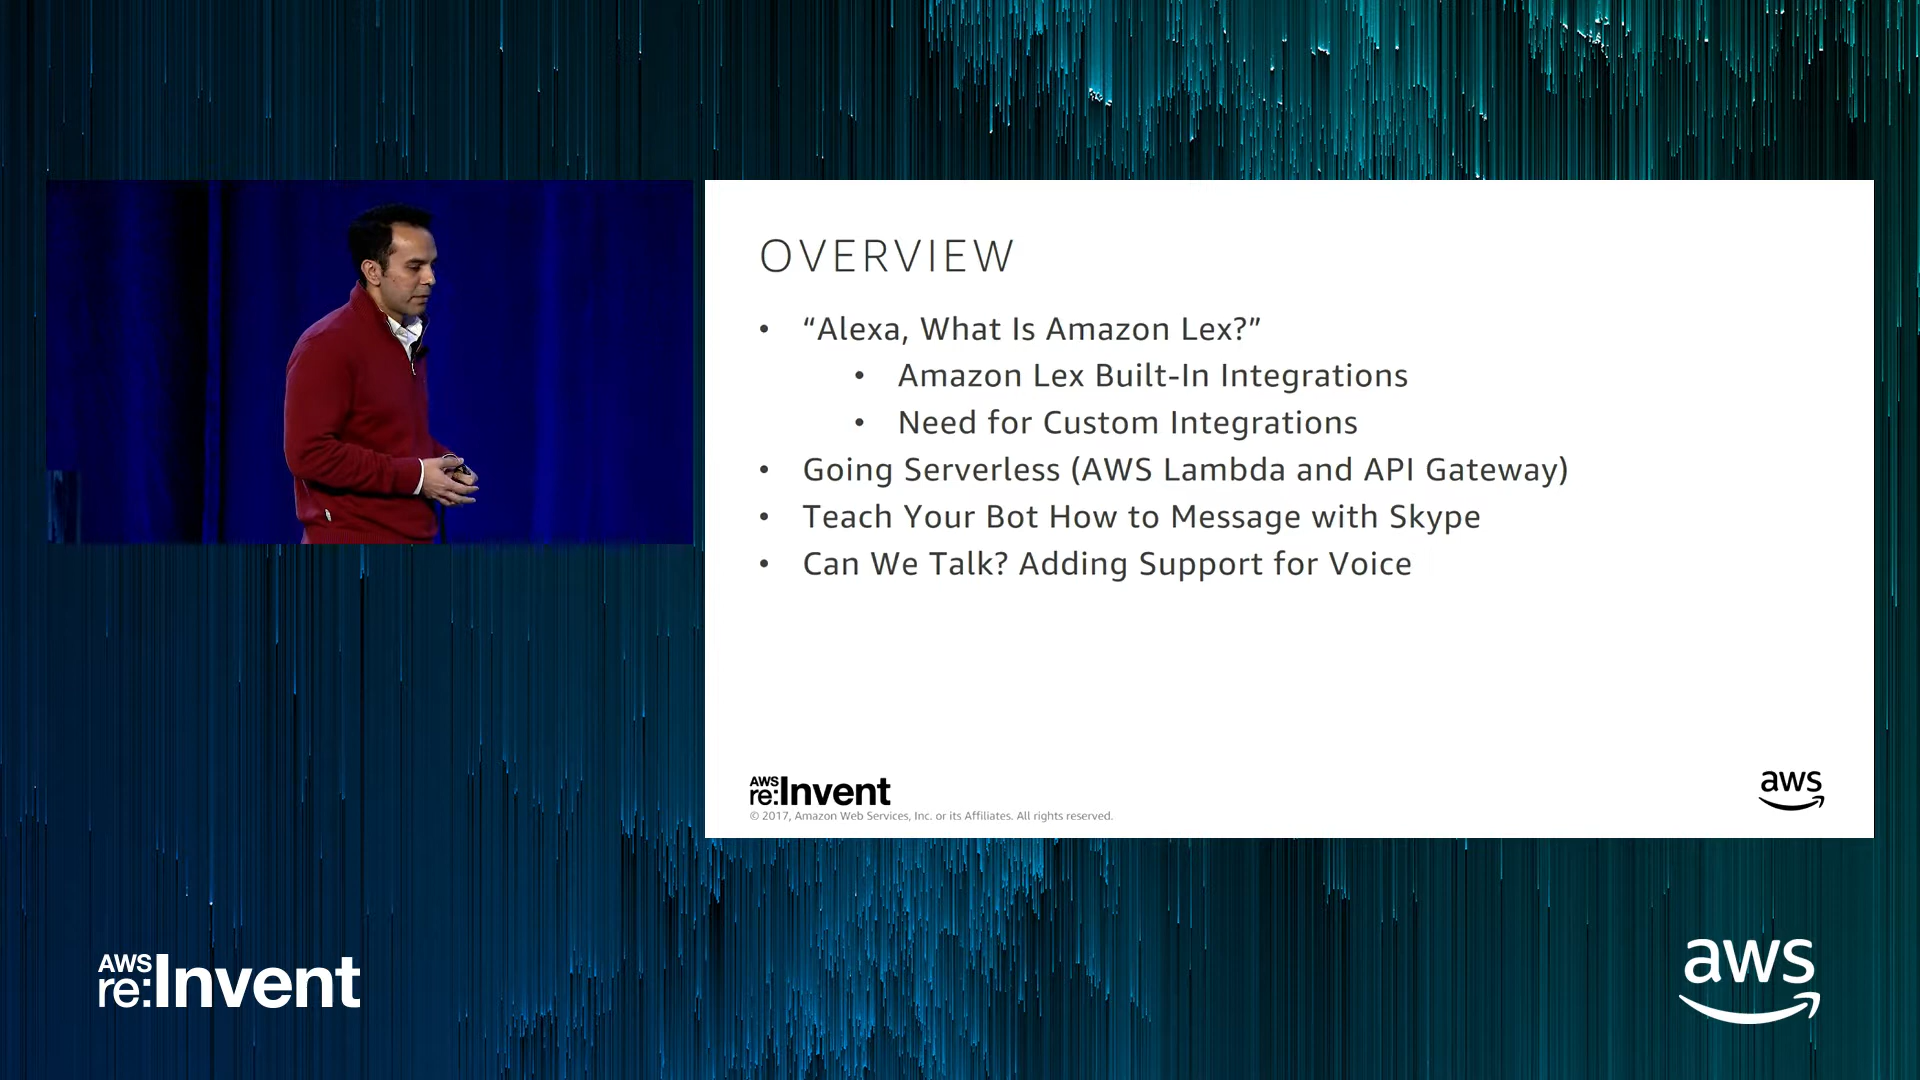 OVERVIEW
• “Alexa, What Is Amazon Lex?”
• Amazon Lex Built-In Integrations
• Need for Custom Integrations
• Going Serverless (AWS Lambda and API Gateway)
• Teach Your Bot How to Message with Skype
• Can We Talk? Adding Support for Voice
AWS
re:Invent
aws
© 2017, Amazon Web Services, Inc. or its Affiliates. All rights reserved.
AWS
re:Invent
aws